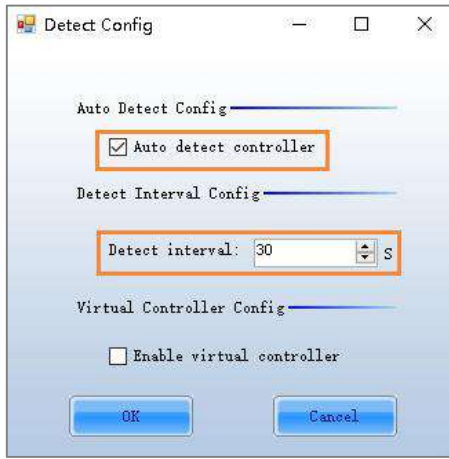 Detect Config
Auto Detect Config
Auto detect controller
Detect Interval Config
Detect interval: 30 S
Virtual Controller Config
Enable virtual controller
OK Cancel